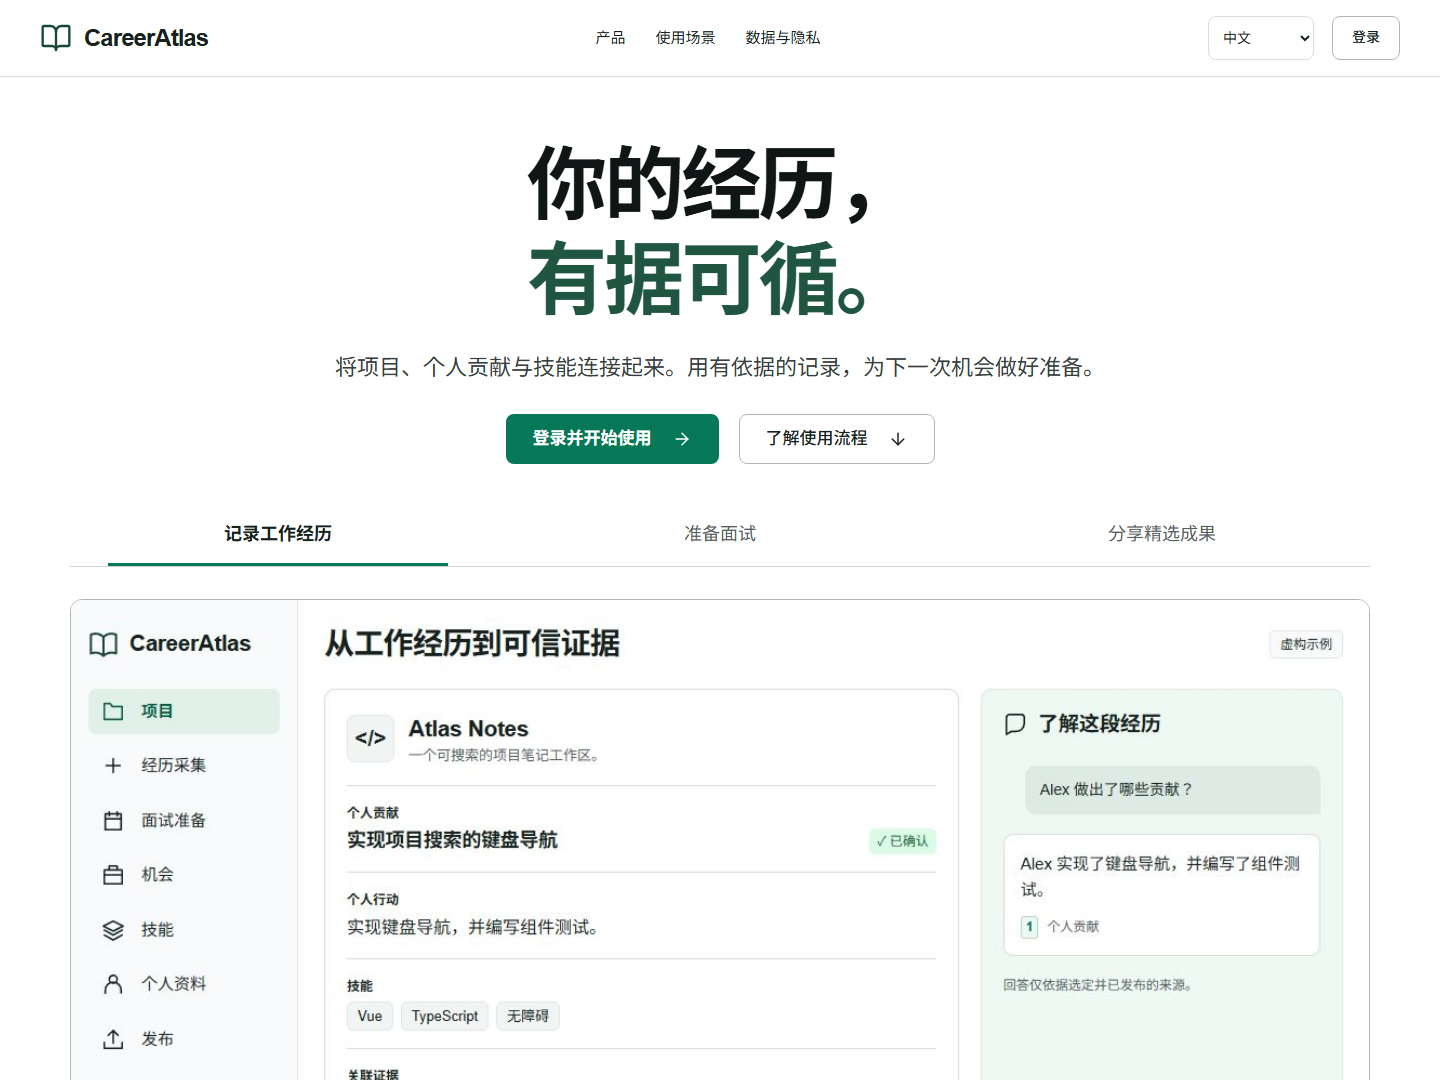 CareerAtlas
产品
使用场景
数据与隐私
中文
登录
你的经历，
有据可循。
将项目、个人贡献与技能连接起来。用有依据的记录，为下一次机会做好准备。
登录并开始使用
了解使用流程
记录工作经历
准备面试
分享精选成果
CareerAtlas
项目
经历采集
面试准备
机会
技能
个人资料
发布
从工作经历到可信证据
虚构示例
</>
Atlas Notes
一个可搜索的项目笔记工作区。
个人贡献
实现项目搜索的键盘导航
✓ 已确认
个人行动
实现键盘导航，并编写组件测试。
技能
Vue
TypeScript
无障碍
关联证据
了解这段经历
Alex 做出了哪些贡献？
Alex 实现了键盘导航，并编写了组件测
试。
1 个人贡献
回答仅依据选定并已发布的来源。